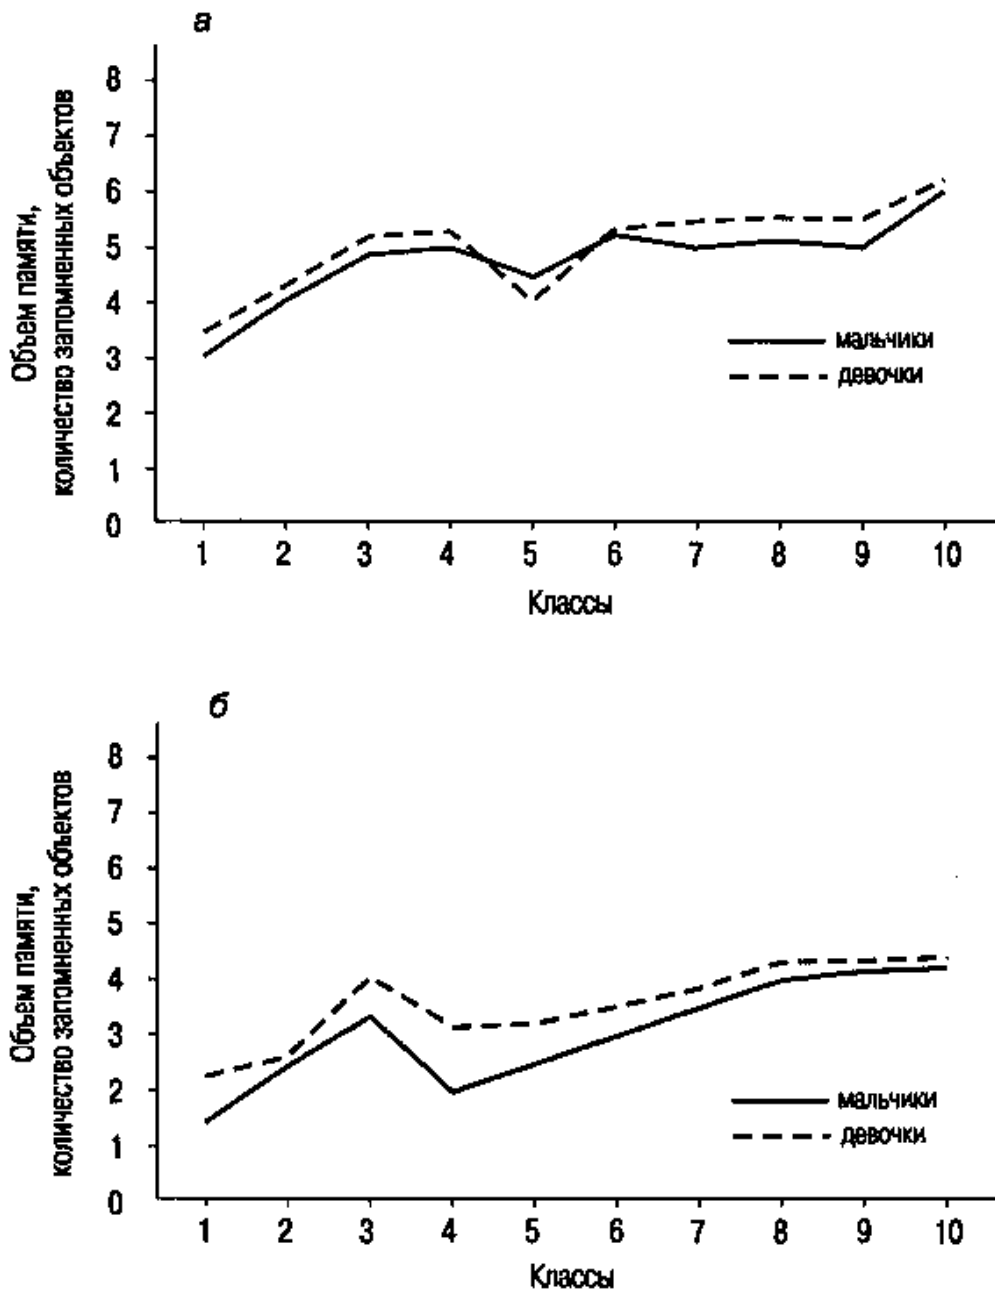 а
Объем памяти,
количество запомненных объектов
8
7
6
5
4
3
2
1
0
мальчики
девочки
1 2 3 4 5 6 7 8 9 10
Классы
б
Объем памяти,
количество запомненных объектов
8
7
6
5
4
3
2
1
0
мальчики
девочки
1 2 3 4 5 6 7 8 9 10
Классы